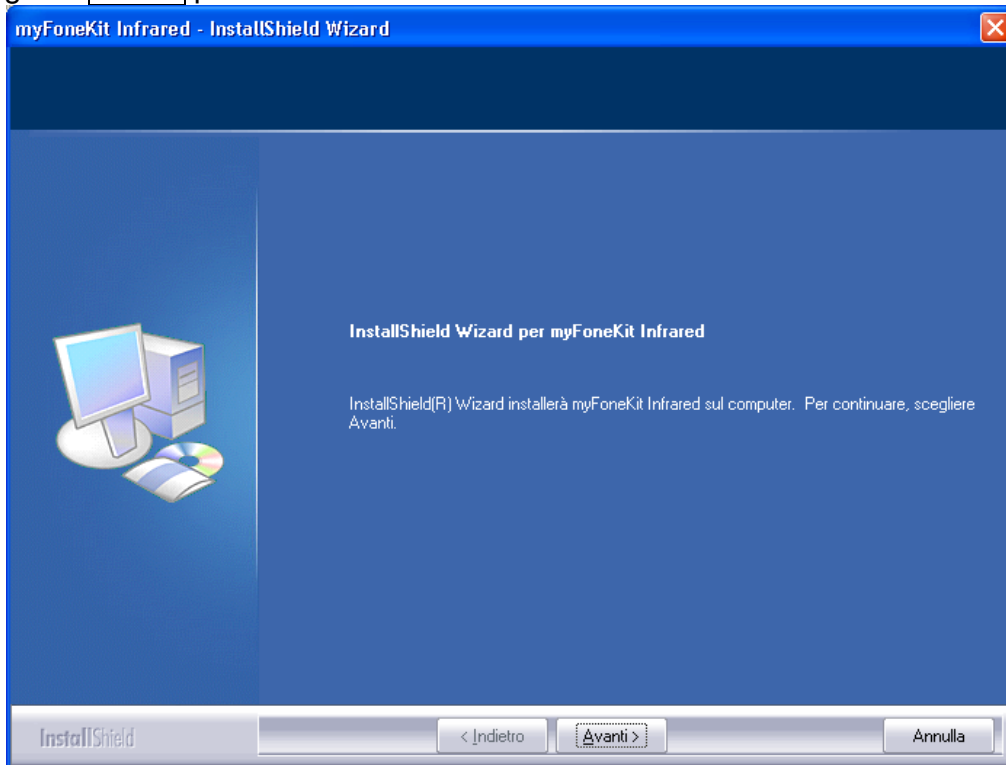 myFoneKit Infrared - InstallShield Wizard
InstallShield Wizard per myFoneKit Infrared
InstallShield(R) Wizard installerà myFoneKit Infrared sul computer. Per continuare, scegliere
Avanti.
InstallShield
< Indietro
Avanti >
Annulla